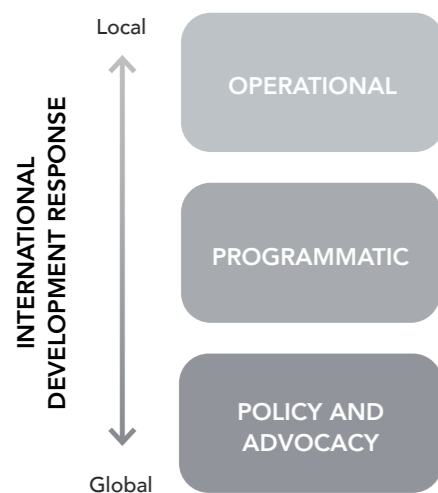 Local
INTERNATIONAL
DEVELOPMENT RESPONSE
OPERATIONAL
PROGRAMMATIC
POLICY AND
ADVOCACY
Global